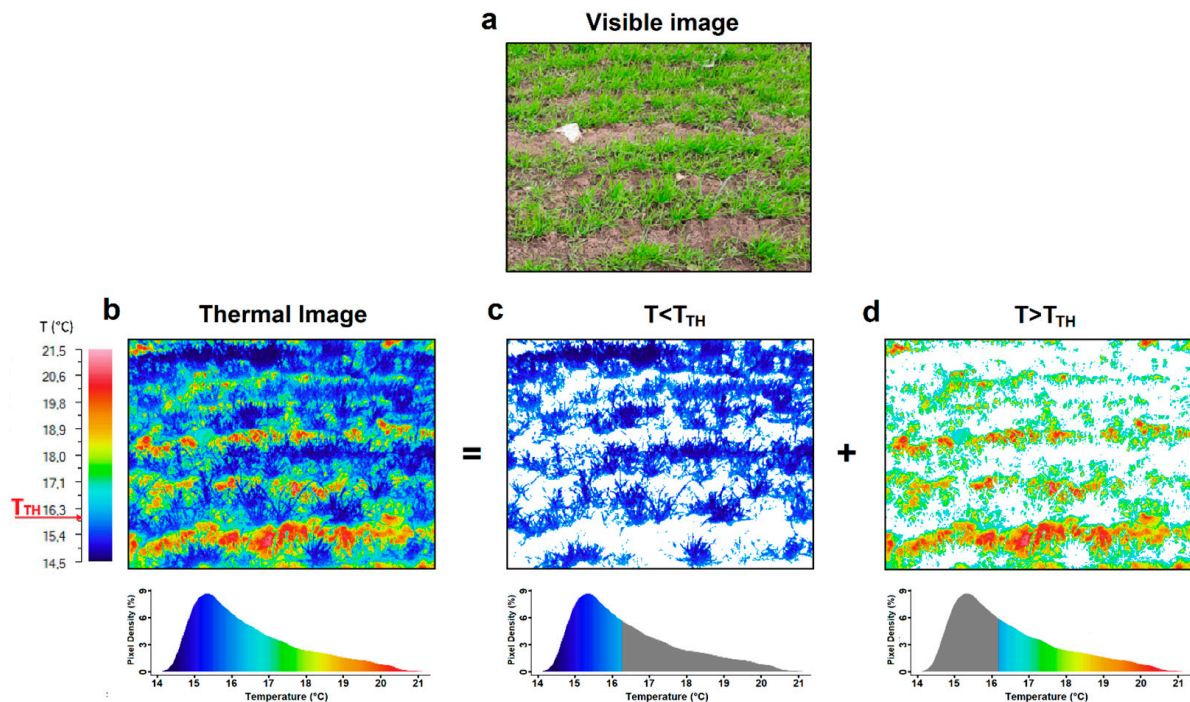 a Visible image
b Thermal Image
c T<T_TH
d T>T_TH
T (°C)
21,5
20,6
19,8
18,9
18,0
17,1
16,3
15,4
14,5
T_TH
=
+
Pixel Density (%)
9
6
3
0
14 15 16 17 18 19 20 21
Temperature (°C)
Pixel Density (%)
9
6
3
0
14 15 16 17 18 19 20 21
Temperature (°C)
Pixel Density (%)
9
6
3
0
14 15 16 17 18 19 20 21
Temperature (°C)